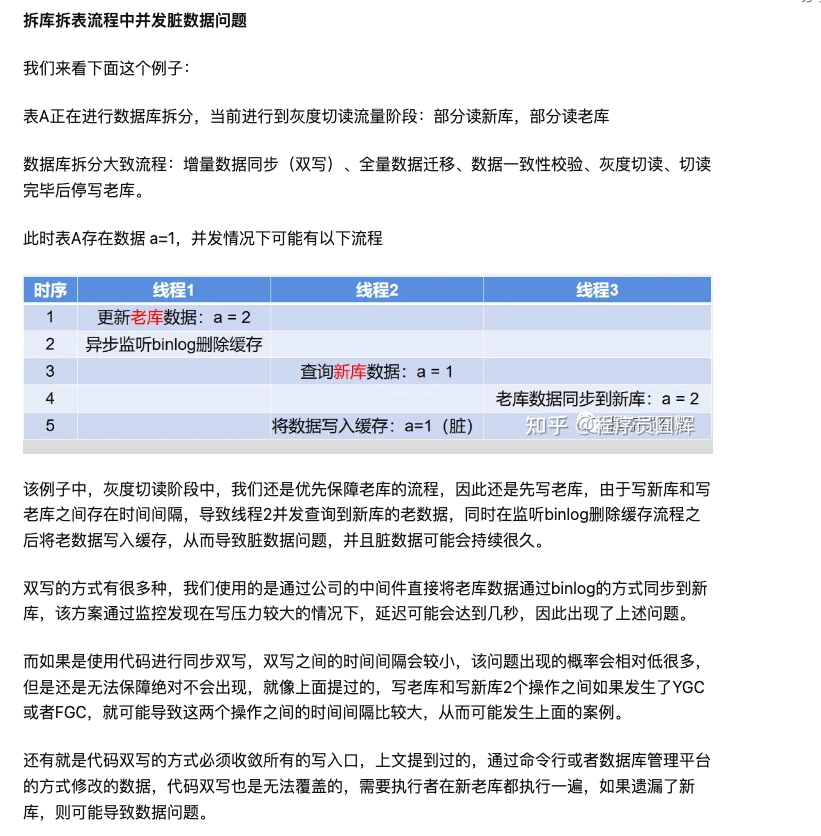 拆库拆表流程中并发脏数据问题
我们来看下面这个例子：
表A正在进行数据库拆分，当前进行到灰度切读流量阶段：部分读新库，部分读老库
数据库拆分大致流程：增量数据同步（双写）、全量数据迁移、数据一致性校验、灰度切读、切读
完毕后停写老库。
此时表A存在数据 a=1，并发情况下可能有以下流程
时序 线程1 线程2 线程3
1 更新老库数据：a = 2
2 异步监听binlog删除缓存
3 查询新库数据：a = 1
4 老库数据同步到新库：a = 2
5 将数据写入缓存：a=1（脏）
知乎 @程序员囧辉
该例子中，灰度切读阶段中，我们还是优先保障老库的流程，因此还是先写老库，由于写新库和写
老库之间存在时间间隔，导致线程2并发查询到新库的老数据，同时在监听binlog删除缓存流程之
后将老数据写入缓存，从而导致脏数据问题，并且脏数据可能会持续很久。
双写的方式有很多种，我们使用的是通过公司的中间件直接将老库数据通过binlog的方式同步到新
库，该方案通过监控发现在写压力较大的情况下，延迟可能会达到几秒，因此出现了上述问题。
而如果是使用代码进行同步双写，双写之间的时间间隔会较小，该问题出现的概率会相对低很多，
但是还是无法保障绝对不会出现，就像上面提过的，写老库和写新库2个操作之间如果发生了YGC
或者FGC，就可能导致这两个操作之间的时间间隔比较大，从而可能发生上面的案例。
还有就是代码双写的方式必须收敛所有的写入口，上文提到过的，通过命令行或者数据库管理平台
的方式修改的数据，代码双写也是无法覆盖的，需要执行者在新老库都执行一遍，如果遗漏了新
库，则可能导致数据问题。